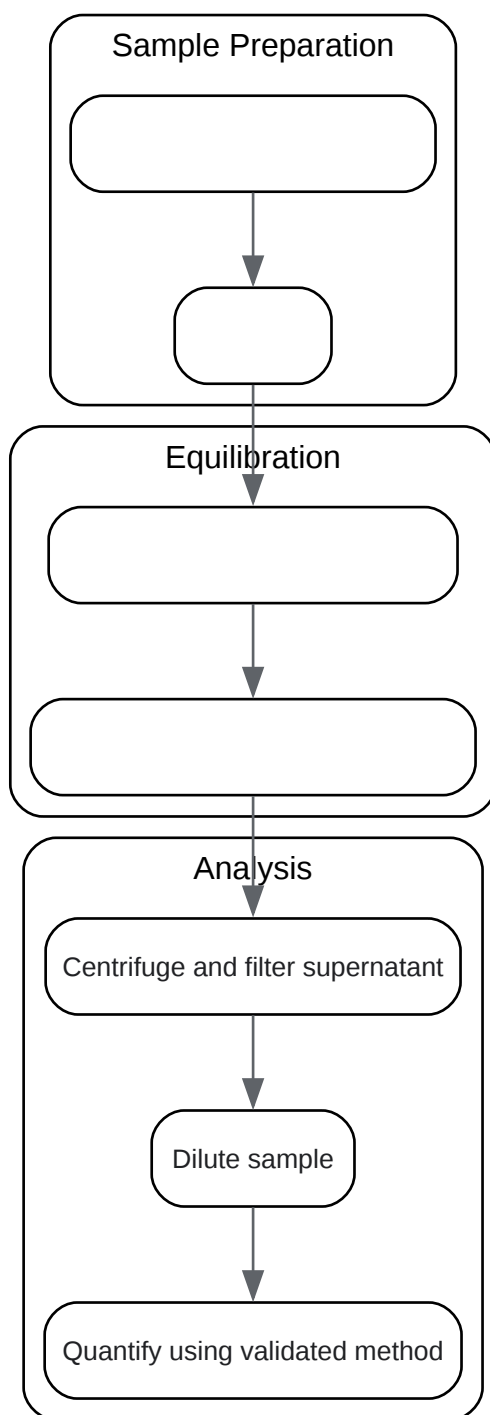 Sample Preparation
Equilibration
Analysis
Centrifuge and filter supernatant
Dilute sample
Quantify using validated method